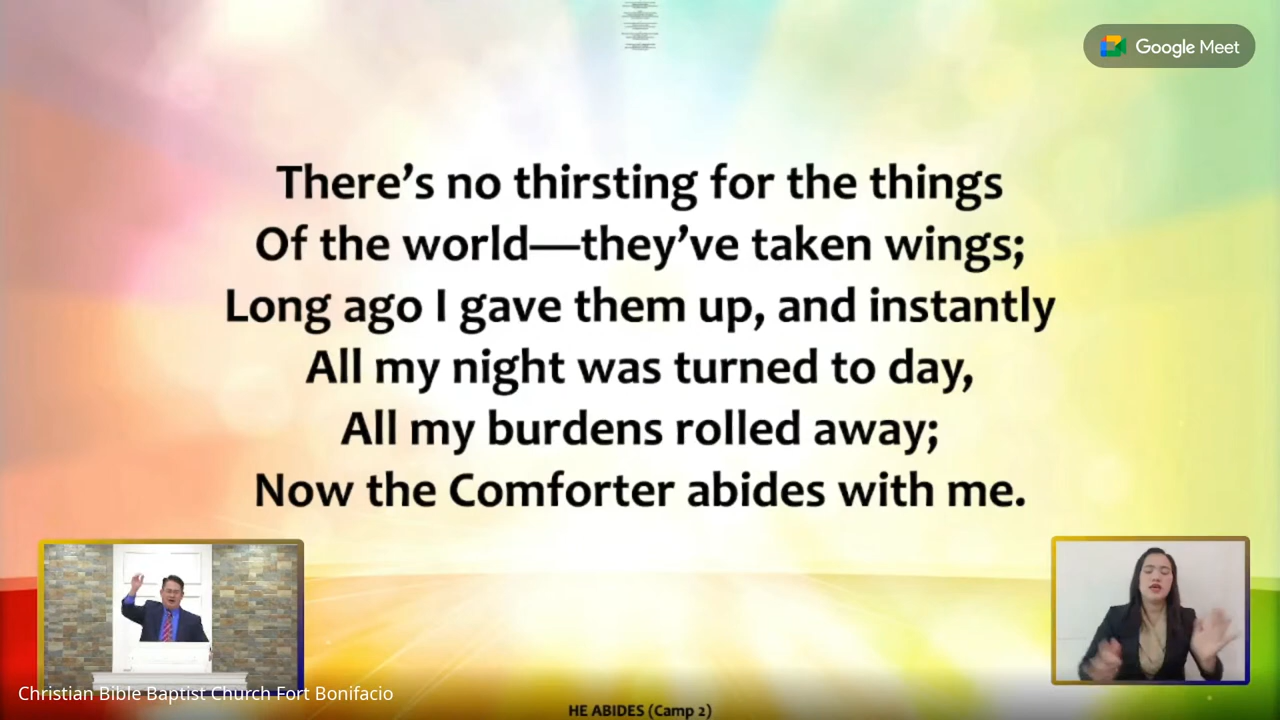 Google Meet
There’s no thirsting for the things
Of the world—they’ve taken wings;
Long ago I gave them up, and instantly
All my night was turned to day,
All my burdens rolled away;
Now the Comforter abides with me.
Christian Bible Baptist Church Fort Bonifacio
HE ABIDES (Camp 2)